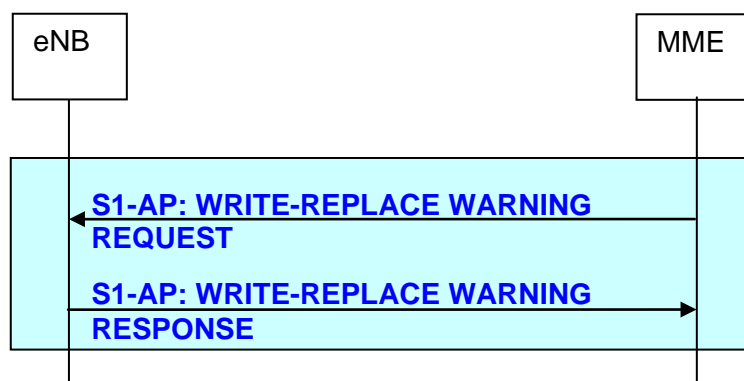 eNB
MME
S1-AP: WRITE-REPLACE WARNING
REQUEST
S1-AP: WRITE-REPLACE WARNING
RESPONSE